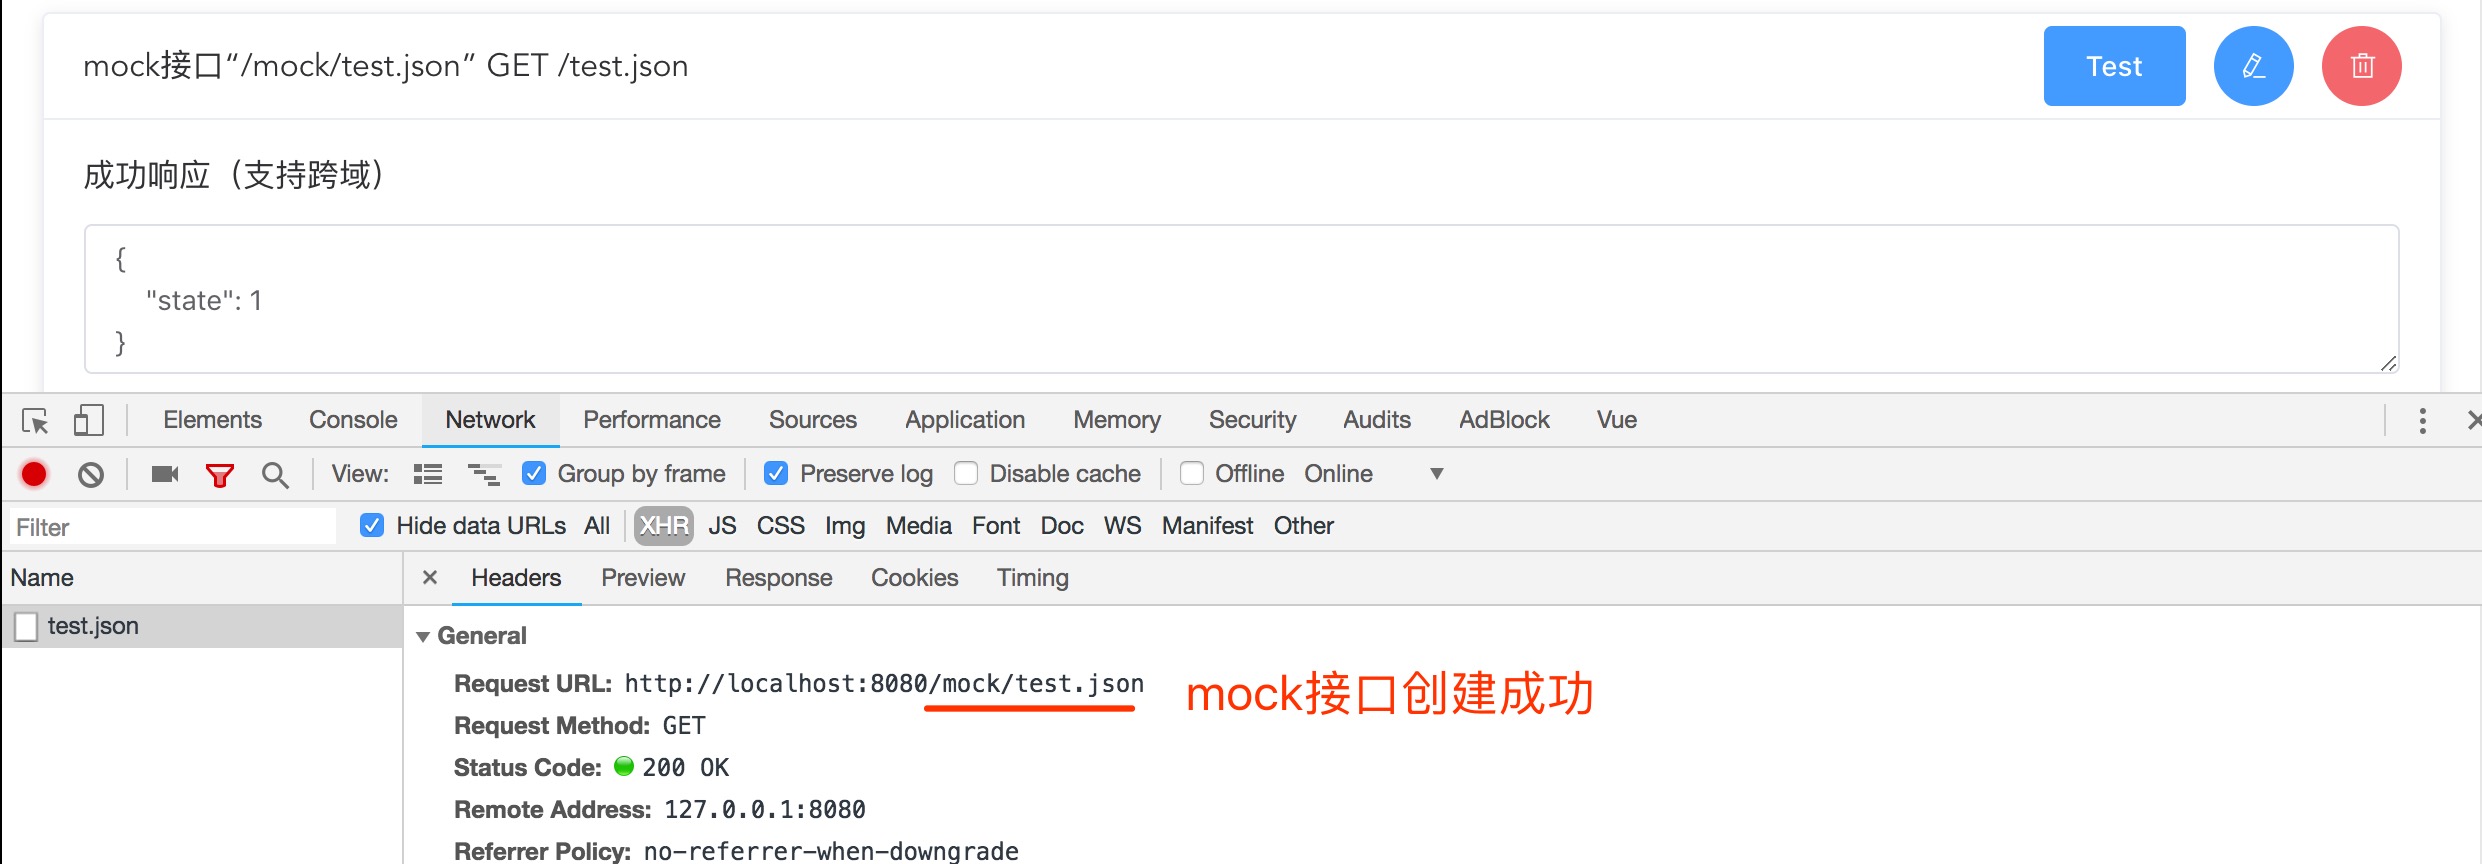 mock接口“/mock/test.json” GET /test.json
Test
成功响应（支持跨域）
{
"state": 1
}
Elements Console Network Performance Sources Application Memory Security Audits AdBlock Vue
View: Group by frame Preserve log Disable cache Offline Online
Filter Hide data URLs All XHR JS CSS Img Media Font Doc WS Manifest Other
Name Headers Preview Response Cookies Timing
test.json
General
Request URL: http://localhost:8080/mock/test.json mock接口创建成功
Request Method: GET
Status Code: 200 OK
Remote Address: 127.0.0.1:8080
Referrer Policy: no-referrer-when-downgrade